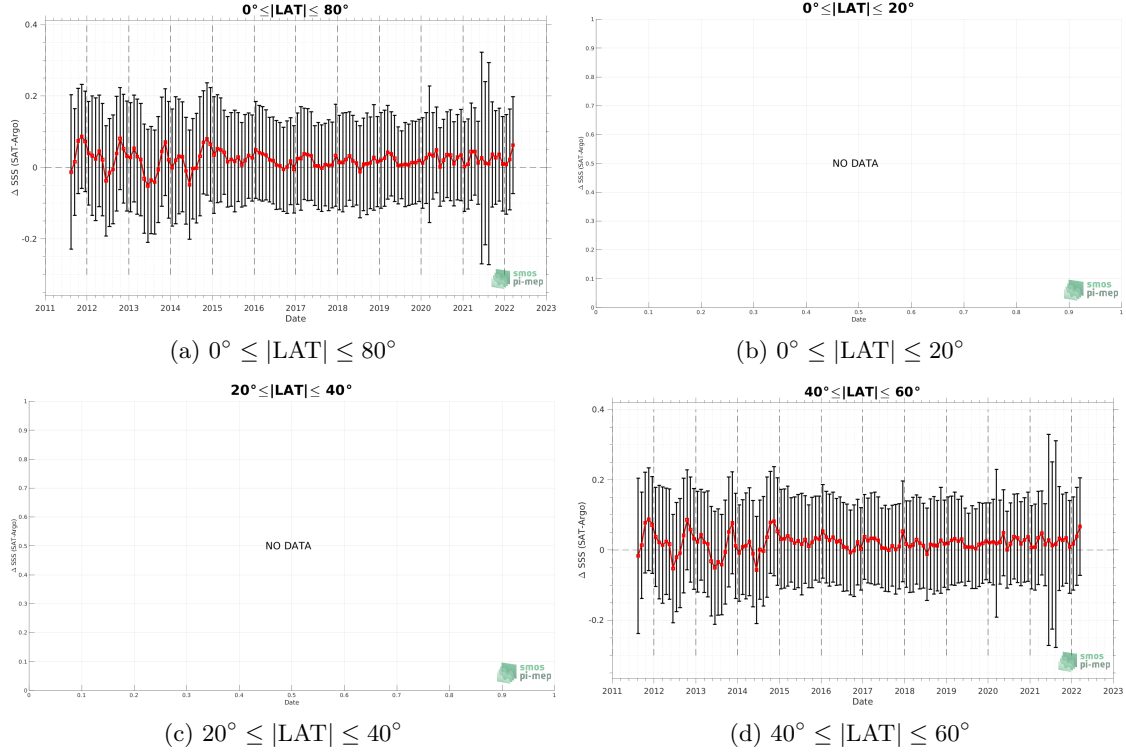 0°≤|LAT|≤ 80°
0.4
0.2
0
-0.2
Δ SSS (SAT-Argo)
2011 2012 2013 2014 2015 2016 2017 2018 2019 2020 2021 2022 2023
Date
smos
pi-mep
(a) 0° ≤ |LAT| ≤ 80°
0°≤|LAT|≤ 20°
1
0.9
0.8
0.7
0.6
0.5
0.4
0.3
0.2
0.1
0
Δ SSS (SAT-Argo)
NO DATA
0 0.1 0.2 0.3 0.4 0.5 0.6 0.7 0.8 0.9 1
Date
smos
pi-mep
(b) 0° ≤ |LAT| ≤ 20°
20°≤|LAT|≤ 40°
1
0.9
0.8
0.7
0.6
0.5
0.4
0.3
0.2
0.1
0
Δ SSS (SAT-Argo)
NO DATA
0 0.1 0.2 0.3 0.4 0.5 0.6 0.7 0.8 0.9 1
Date
smos
pi-mep
(c) 20° ≤ |LAT| ≤ 40°
40°≤|LAT|≤ 60°
0.4
0.2
0
-0.2
Δ SSS (SAT-Argo)
2011 2012 2013 2014 2015 2016 2017 2018 2019 2020 2021 2022 2023
Date
smos
pi-mep
(d) 40° ≤ |LAT| ≤ 60°